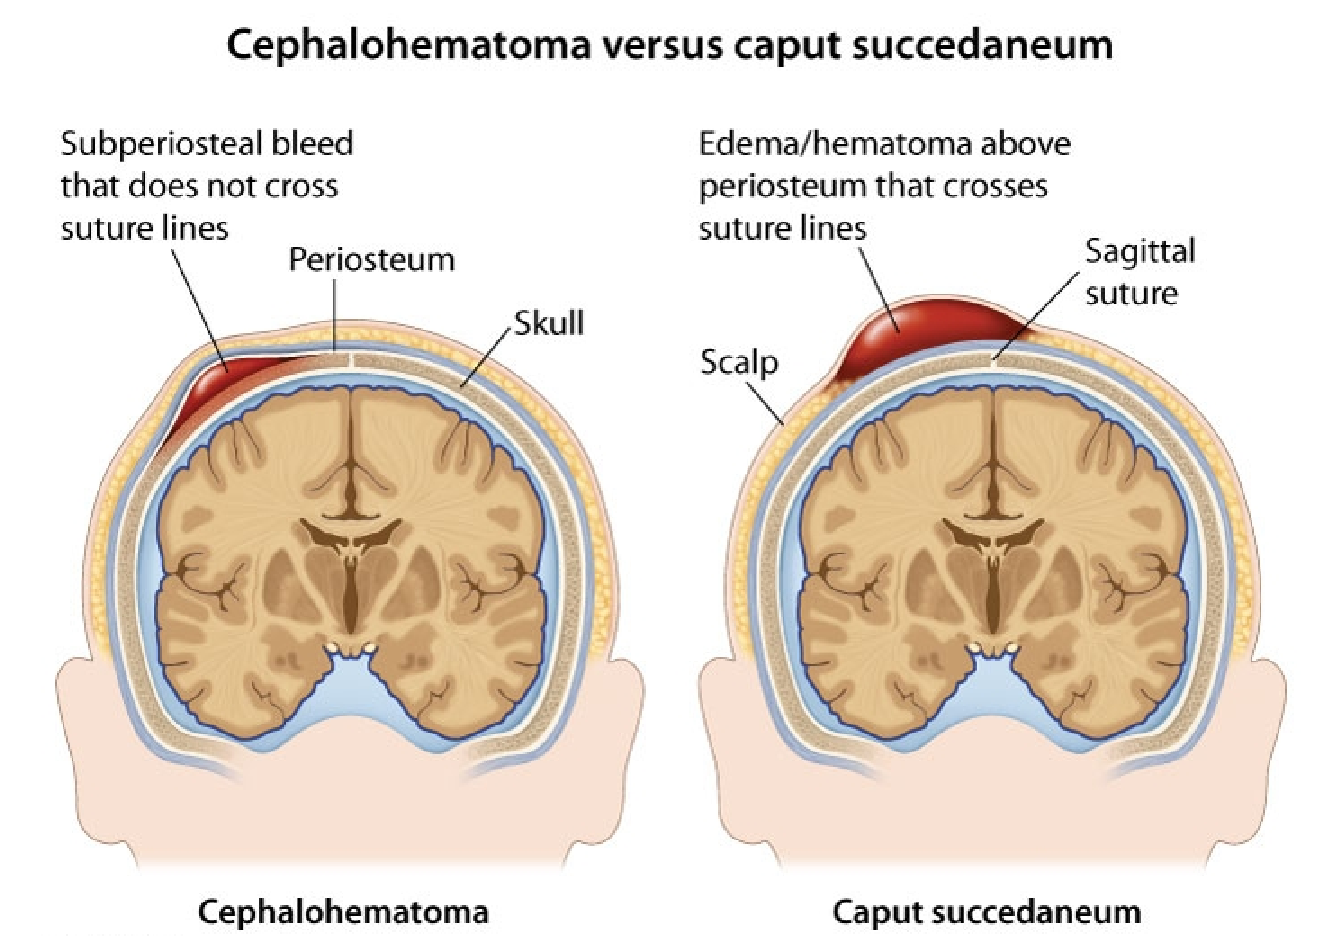 Cephalohematoma versus caput succedaneum
Subperiosteal bleed
that does not cross
suture lines
Periosteum
Skull
Edema/hematoma above
periosteum that crosses
suture lines
Sagittal
suture
Scalp
Cephalohematoma
Caput succedaneum